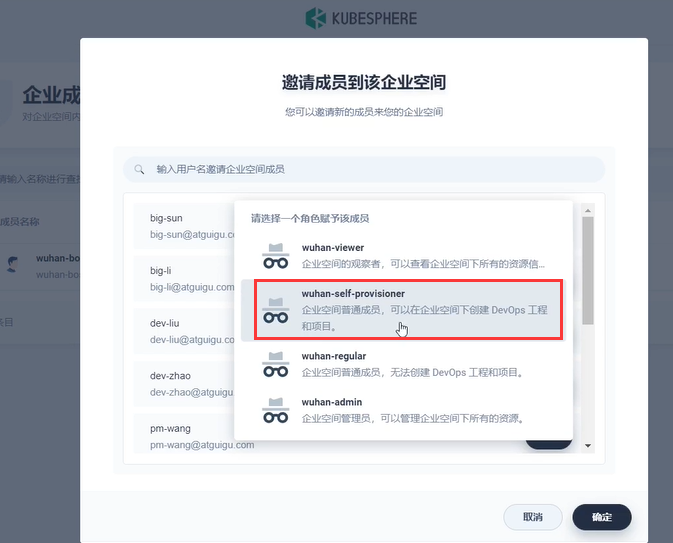 KUBESPHERE
邀请成员到该企业空间
企业成
您可以邀请新的成员来您的企业空间
对企业空间内
输入用户名邀请企业空间成员
请输入名称进行查找
big-sun
请选择一个角色赋予该成员
成员名称
big-sun@atguigu.co
wuhan-viewer
wuhan-bo
企业空间的观察者，可以查看企业空间下所有的资源信...
big-li
wuhan-bo
big-li@atguigu.com
wuhan-self-provisioner
企业空间普通成员，可以在企业空间下创建 DevOps 工程
和项目。
条目
dev-liu
dev-liu@atguigu.co
wuhan-regular
企业空间普通成员，无法创建 DevOps 工程和项目。
dev-zhao
dev-zhao@atguigu.co
wuhan-admin
企业空间管理员，可以管理企业空间下所有的资源。
pm-wang
pm-wang@atguigu.com
取消
确定